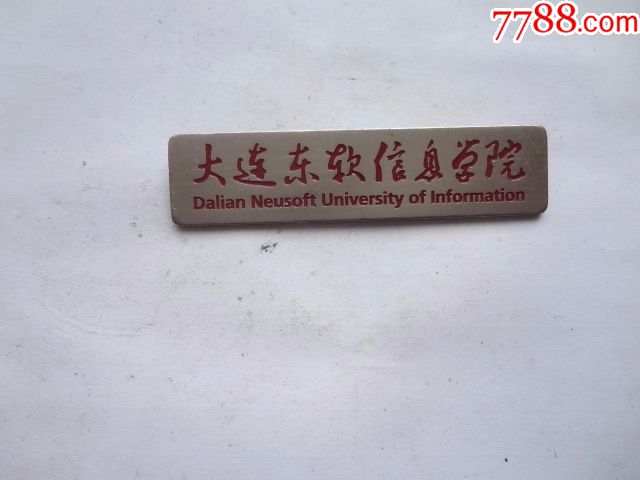 7788.com
大连东软信息学院
Dalian Neusoft University of Information